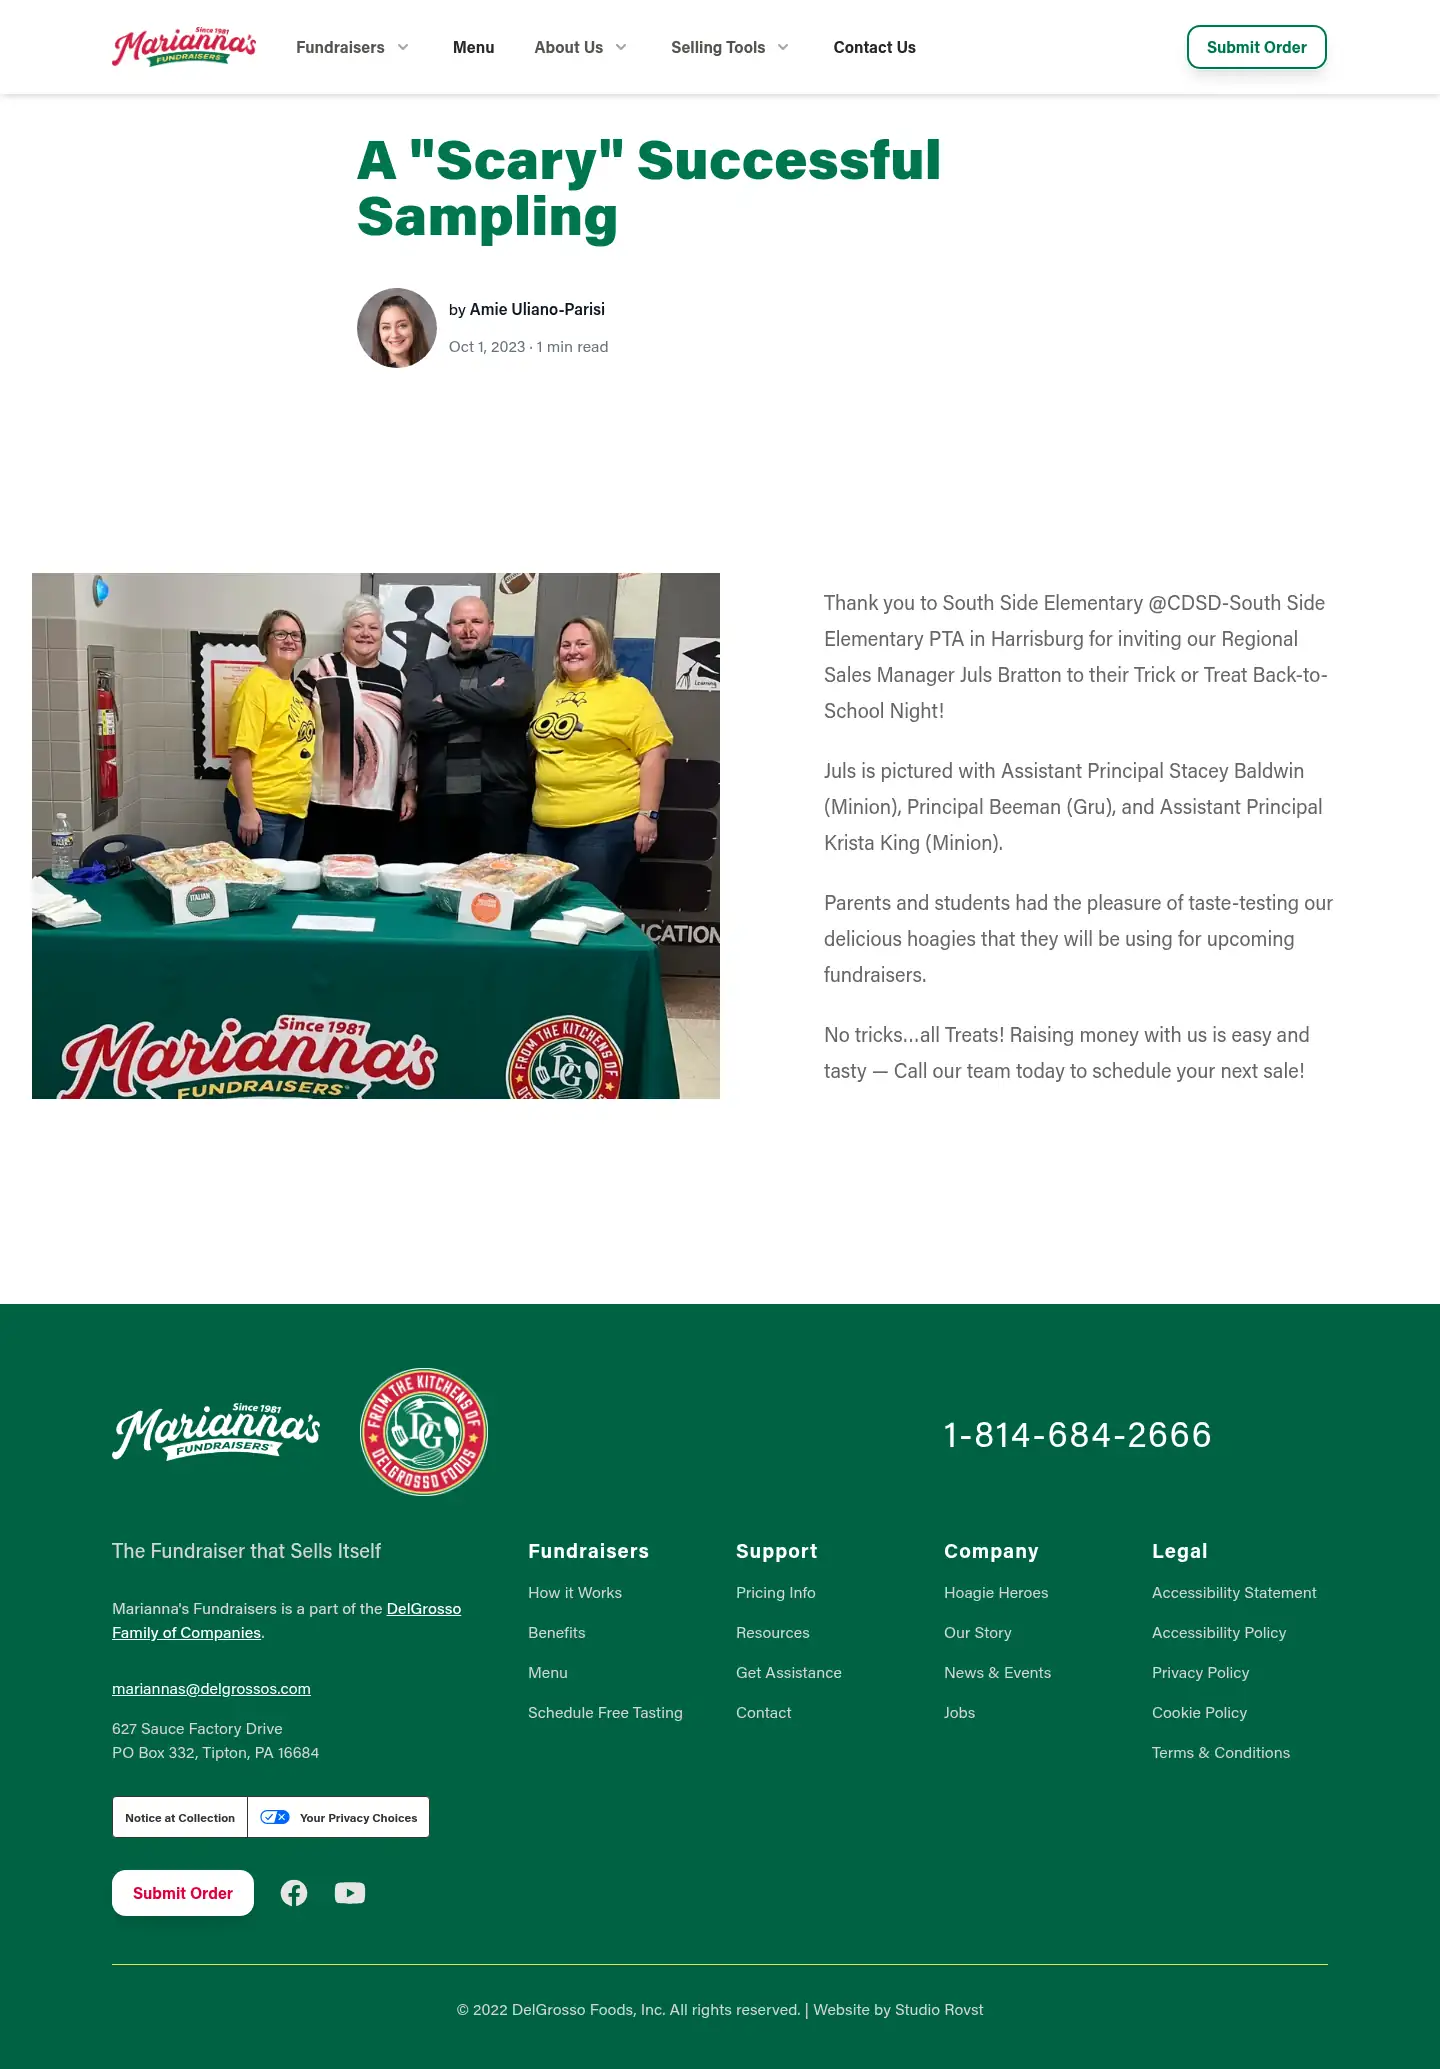 Since 1981
Marianna's
FUNDRAISERS
Fundraisers
Menu
About Us
Selling Tools
Contact Us
Submit Order
A "Scary" Successful
Sampling
by Amie Uliano-Parisi
Oct 1, 2023 · 1 min read
ITALIAN
CATION
Since 1981
Marianna's
FUNDRAISERS
FROM THE KITCHENS OF
DG
Thank you to South Side Elementary @CDSD-South Side
Elementary PTA in Harrisburg for inviting our Regional
Sales Manager Juls Bratton to their Trick or Treat Back-to-
School Night!
Juls is pictured with Assistant Principal Stacey Baldwin
(Minion), Principal Beeman (Gru), and Assistant Principal
Krista King (Minion).
Parents and students had the pleasure of taste-testing our
delicious hoagies that they will be using for upcoming
fundraisers.
No tricks...all Treats! Raising money with us is easy and
tasty — Call our team today to schedule your next sale!
Since 1981
Marianna's
FUNDRAISERS
FROM THE KITCHENS OF
DG
DELGROSSO FOODS
1-814-684-2666
The Fundraiser that Sells Itself
Marianna's Fundraisers is a part of the DelGrosso
Family of Companies.
mariannas@delgrossos.com
627 Sauce Factory Drive
PO Box 332, Tipton, PA 16684
Notice at Collection
Your Privacy Choices
Submit Order
Fundraisers
How it Works
Benefits
Menu
Schedule Free Tasting
Support
Pricing Info
Resources
Get Assistance
Contact
Company
Hoagie Heroes
Our Story
News & Events
Jobs
Legal
Accessibility Statement
Accessibility Policy
Privacy Policy
Cookie Policy
Terms & Conditions
© 2022 DelGrosso Foods, Inc. All rights reserved. | Website by Studio Rovst